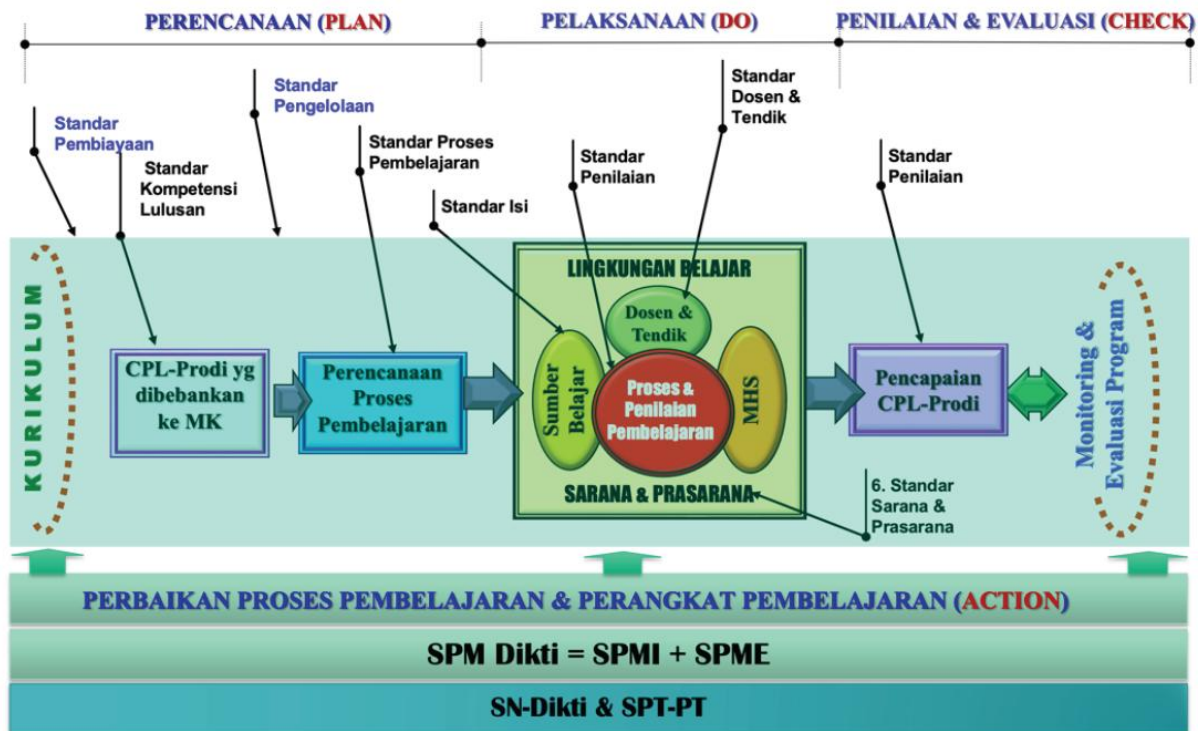 PERENCANAAN (PLAN)
PELAKSANAAN (DO)
PENILAIAN & EVALUASI (CHECK)
Standar
Pembiayaan
Standar
Kompetensi
Lulusan
Standar
Pengelolaan
Standar Proses
Pembelajaran
Standar Isi
Standar
Penilaian
Standar
Dosen &
Tendik
Standar
Penilaian
KURIKULUM
CPL-Prodi yg
dibebankan
ke MK
Perencanaan
Proses
Pembelajaran
LINGKUNGAN BELAJAR
Dosen &
Tendik
Sumber
Belajar
Proses &
Penilaian
Pembelajaran
MHS
SARANA & PRASARANA
Pencapaian
CPL-Prodi
6. Standar
Sarana &
Prasarana
Monitoring &
Evaluasi Program
PERBAIKAN PROSES PEMBELAJARAN & PERANGKAT PEMBELAJARAN (ACTION)
SPM Dikti = SPMI + SPME
SN-Dikti & SPT-PT